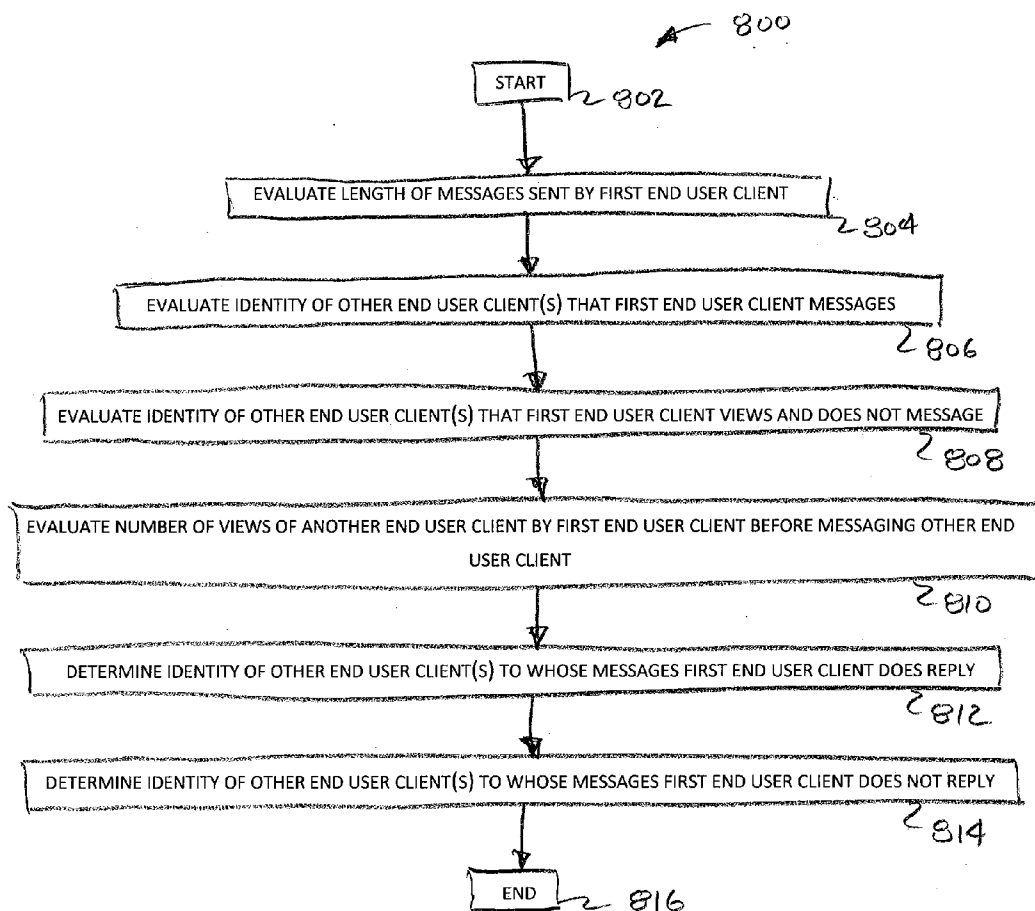 800
START
802
EVALUATE LENGTH OF MESSAGES SENT BY FIRST END USER CLIENT
804
EVALUATE IDENTITY OF OTHER END USER CLIENT(S) THAT FIRST END USER CLIENT MESSAGES
806
EVALUATE IDENTITY OF OTHER END USER CLIENT(S) THAT FIRST END USER CLIENT VIEWS AND DOES NOT MESSAGE
808
EVALUATE NUMBER OF VIEWS OF ANOTHER END USER CLIENT BY FIRST END USER CLIENT BEFORE MESSAGING OTHER END
USER CLIENT
810
DETERMINE IDENTITY OF OTHER END USER CLIENT(S) TO WHOSE MESSAGES FIRST END USER CLIENT DOES REPLY
812
DETERMINE IDENTITY OF OTHER END USER CLIENT(S) TO WHOSE MESSAGES FIRST END USER CLIENT DOES NOT REPLY
814
END
816